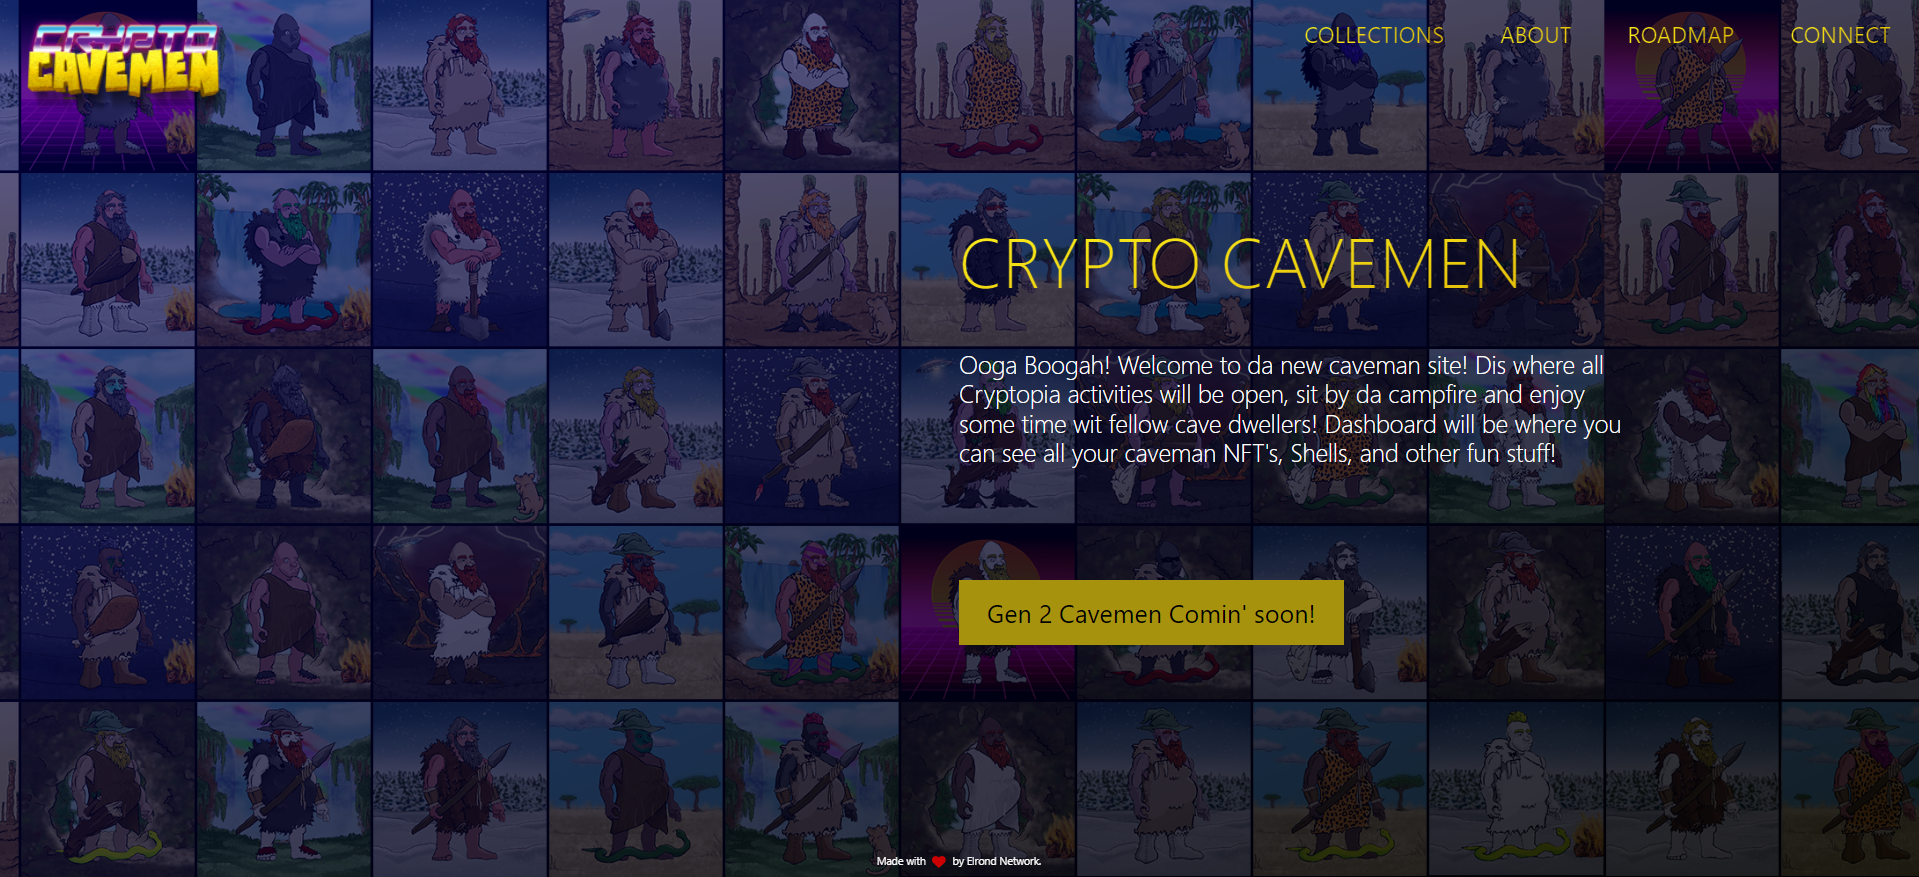 CRYPTO
CAVEMEN
COLLECTIONS ABOUT ROADMAP CONNECT
CRYPTO CAVEMEN
Ooga Boogah! Welcome to da new caveman site! Dis where all
Cryptopia activities will be open, sit by da campfire and enjoy
some time wit fellow cave dwellers! Dashboard will be where you
can see all your caveman NFT's, Shells, and other fun stuff!
Gen 2 Cavemen Comin' soon!
Made with ❤ by Elrond Network.